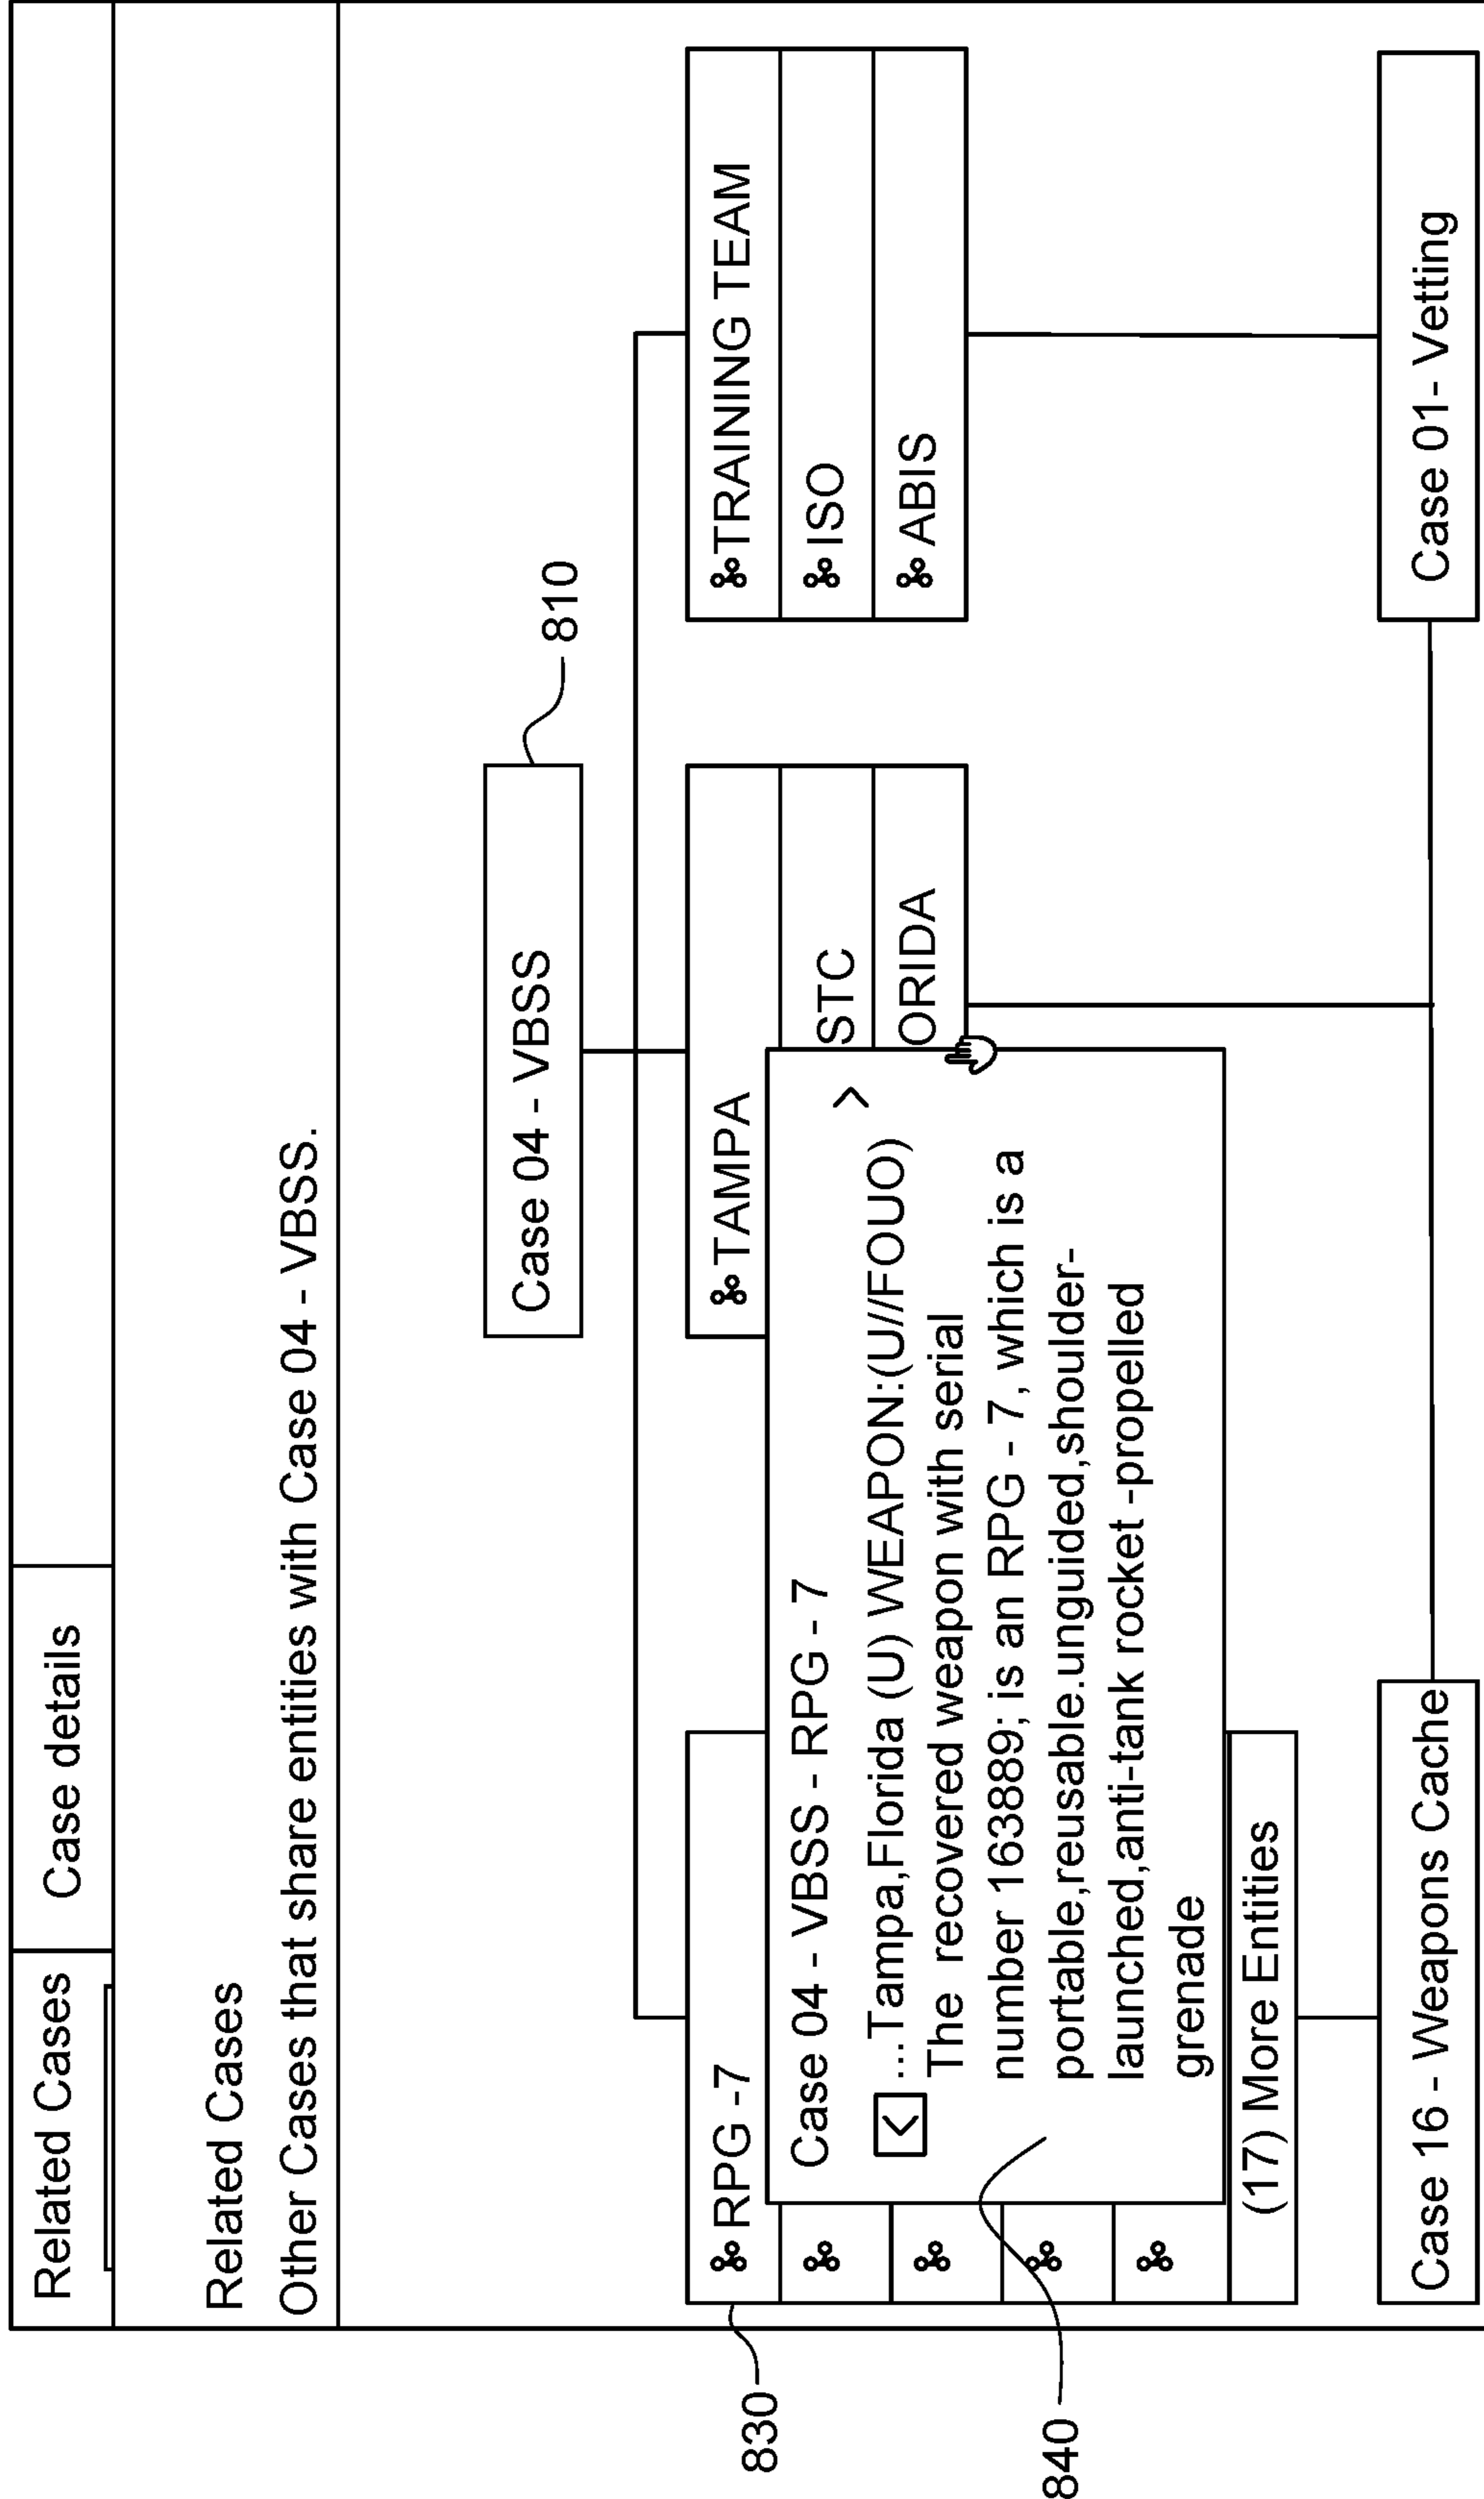 Related Cases
Case details
Related Cases
Other Cases that share entities with Case 04 - VBSS.
Case 04 - VBSS
810
830
RPG -7
TAMPA
STC
ORIDA
TRAINING TEAM
ISO
ABIS
Case 04 - VBSS - RPG - 7
< ...Tampa,Florida (U) WEAPON:(U//FOUO) >
The recovered weapon with serial
number 163889; is an RPG - 7, which is a
portable,reusable.unguided,shoulder-
launched,anti-tank rocket -propelled
grenade
840
(17) More Entities
Case 16 - Weapons Cache
Case 01- Vetting